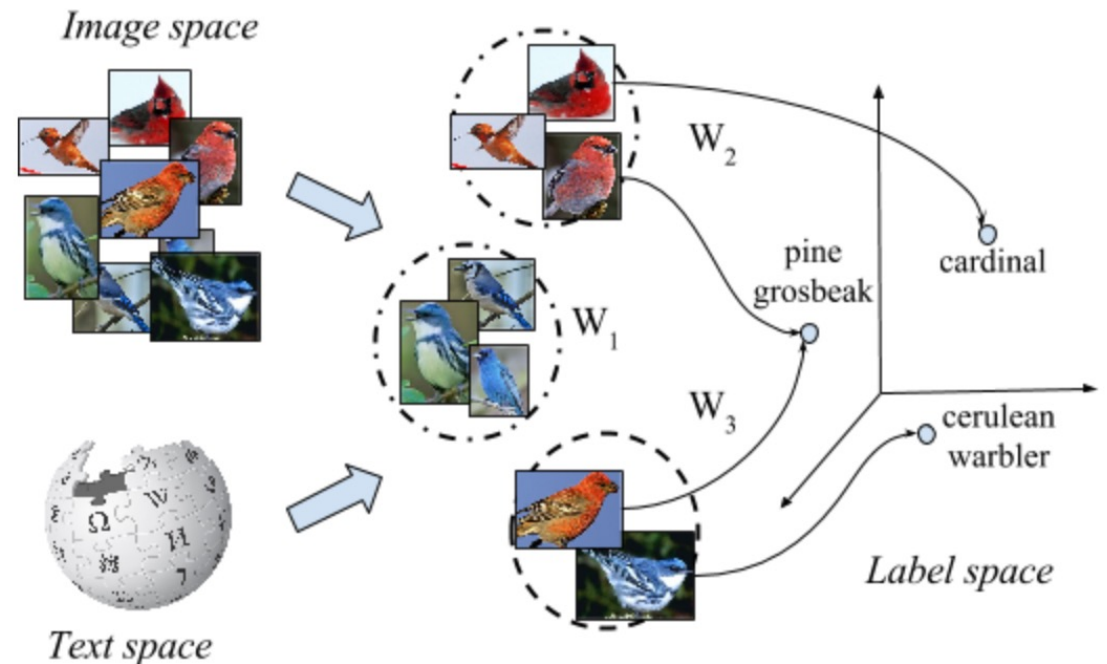 Image space
W₂
pine
grosbeak
cardinal
W₁
W₃
cerulean
warbler
Ω
W
И
Label space
Text space